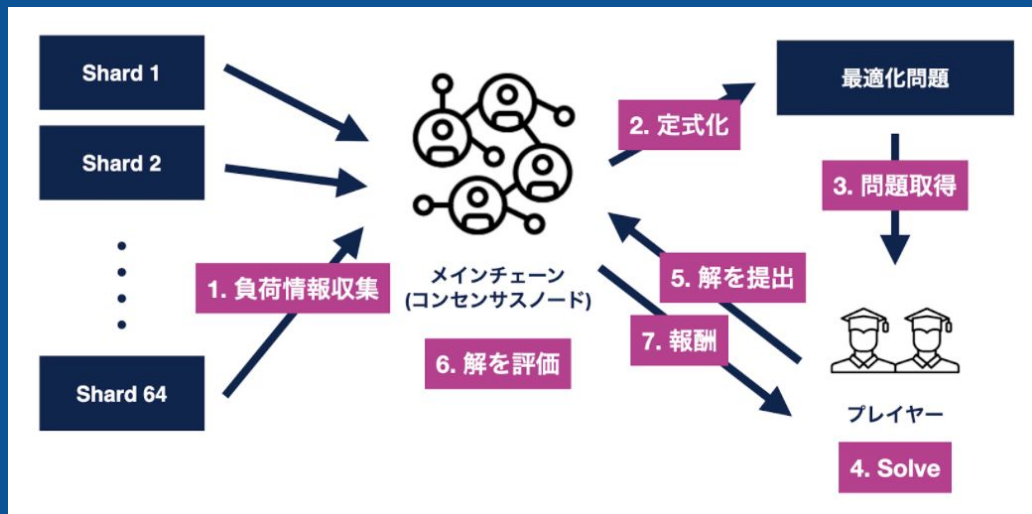 Shard 1
Shard 2
Shard 64
1. 負荷情報収集
メインチェーン
(コンセンサスノード)
6. 解を評価
2. 定式化
最適化問題
3. 問題取得
5. 解を提出
7. 報酬
プレイヤー
4. Solve